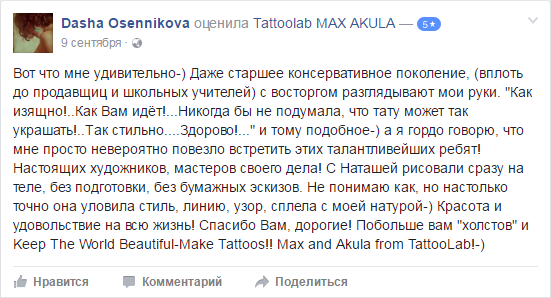 Dasha Osennikova оценила Tattoolab MAX AKULA — 5★
9 сентября ·
Вот что мне удивительно-) Даже старшее консервативное поколение, (вплоть
до продавщиц и школьных учителей) с восторгом разглядывают мои руки. "Как
изящно!..Как Вам идёт!...Никогда бы не подумала, что тату может так
украшать!..Так стильно....Здорово!..." и тому подобное-) а я гордо говорю, что
мне просто невероятно повезло встретить этих талантливейших ребят!
Настоящих художников, мастеров своего дела! С Наташей рисовали сразу на
теле, без подготовки, без бумажных эскизов. Не понимаю как, но настолько
точно она уловила стиль, линию, узор, сплела с моей натурой-) Красота и
удовольствие на всю жизнь! Спасибо Вам, дорогие! Побольше вам "холстов" и
Keep The World Beautiful-Make Tattoos!! Max and Akula from TattooLab!-)
Нравится Комментарий Поделиться